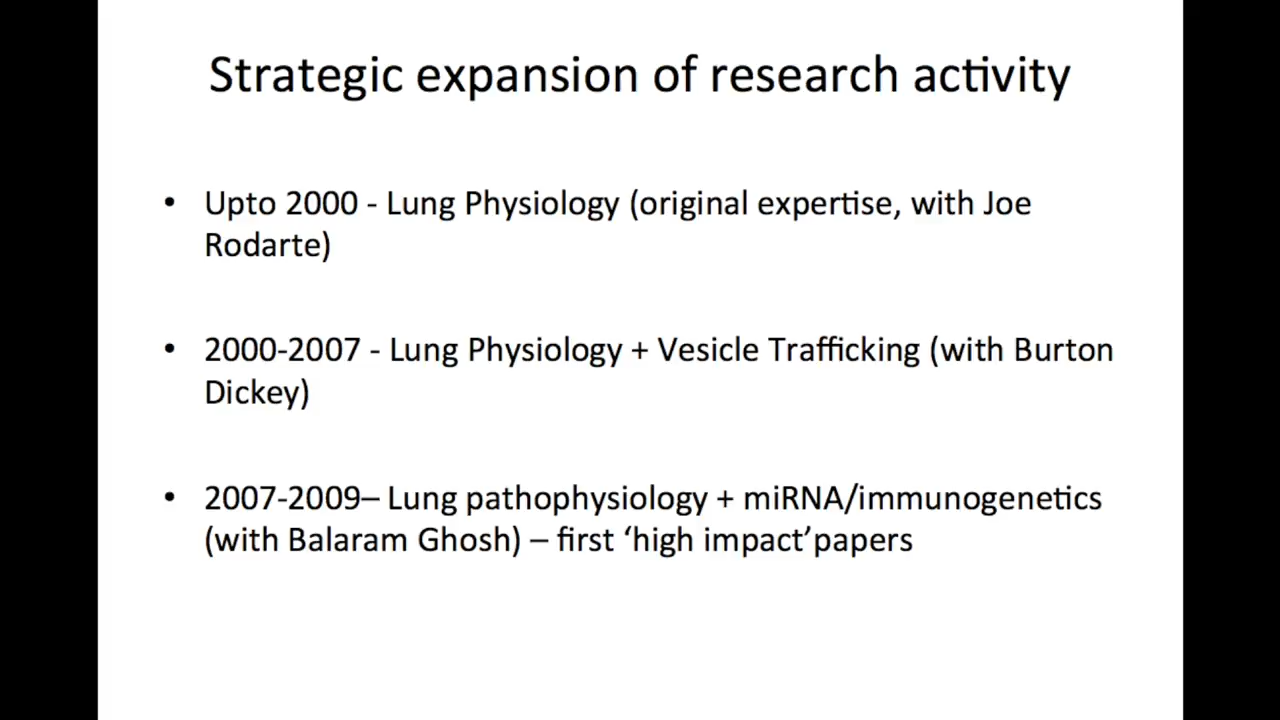 Strategic expansion of research activity
• Upto 2000 - Lung Physiology (original expertise, with Joe
Rodarte)
• 2000-2007 - Lung Physiology + Vesicle Trafficking (with Burton
Dickey)
• 2007-2009– Lung pathophysiology + miRNA/immunogenetics
(with Balaram Ghosh) – first ‘high impact’papers